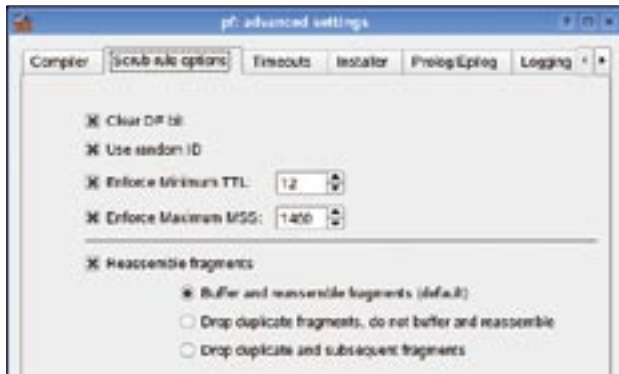 pf: advanced settings
Compiler Scrub rule options Timeouts Installer Prolog/Epilog Logging
Clear DF bit
Use random ID
Enforce Minimum TTL: 12
Enforce Maximum MSS: 1460
Reassemble fragments
Buffer and reassemble fragments (default)
Drop duplicate fragments, do not buffer and reassemble
Drop duplicate and subsequent fragments